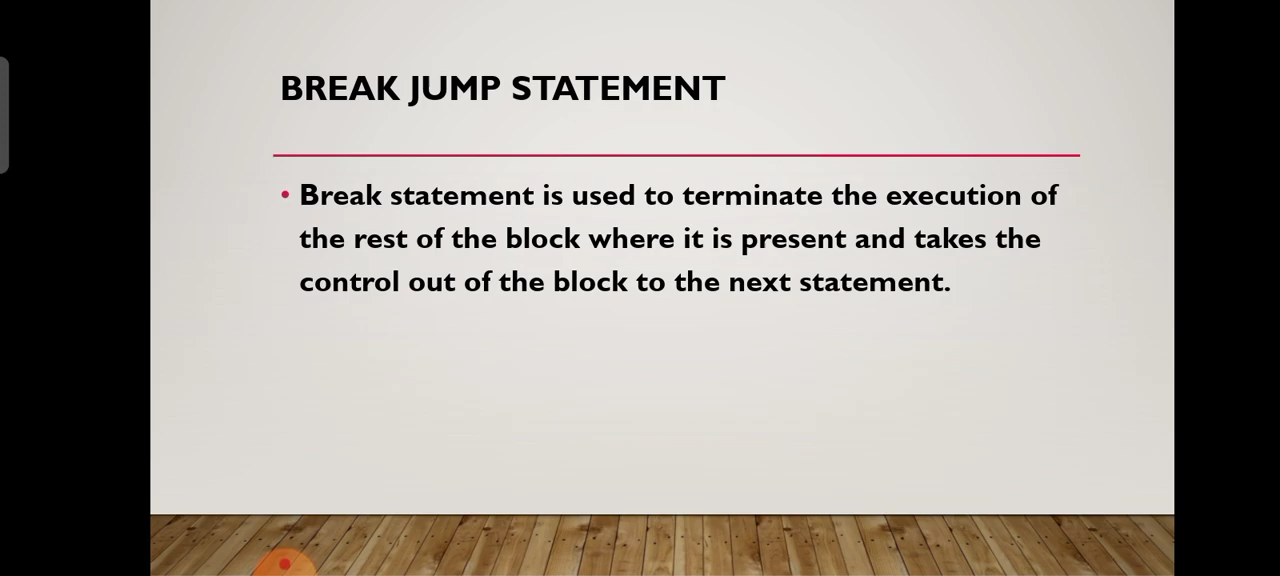 BREAK JUMP STATEMENT
• Break statement is used to terminate the execution of
the rest of the block where it is present and takes the
control out of the block to the next statement.